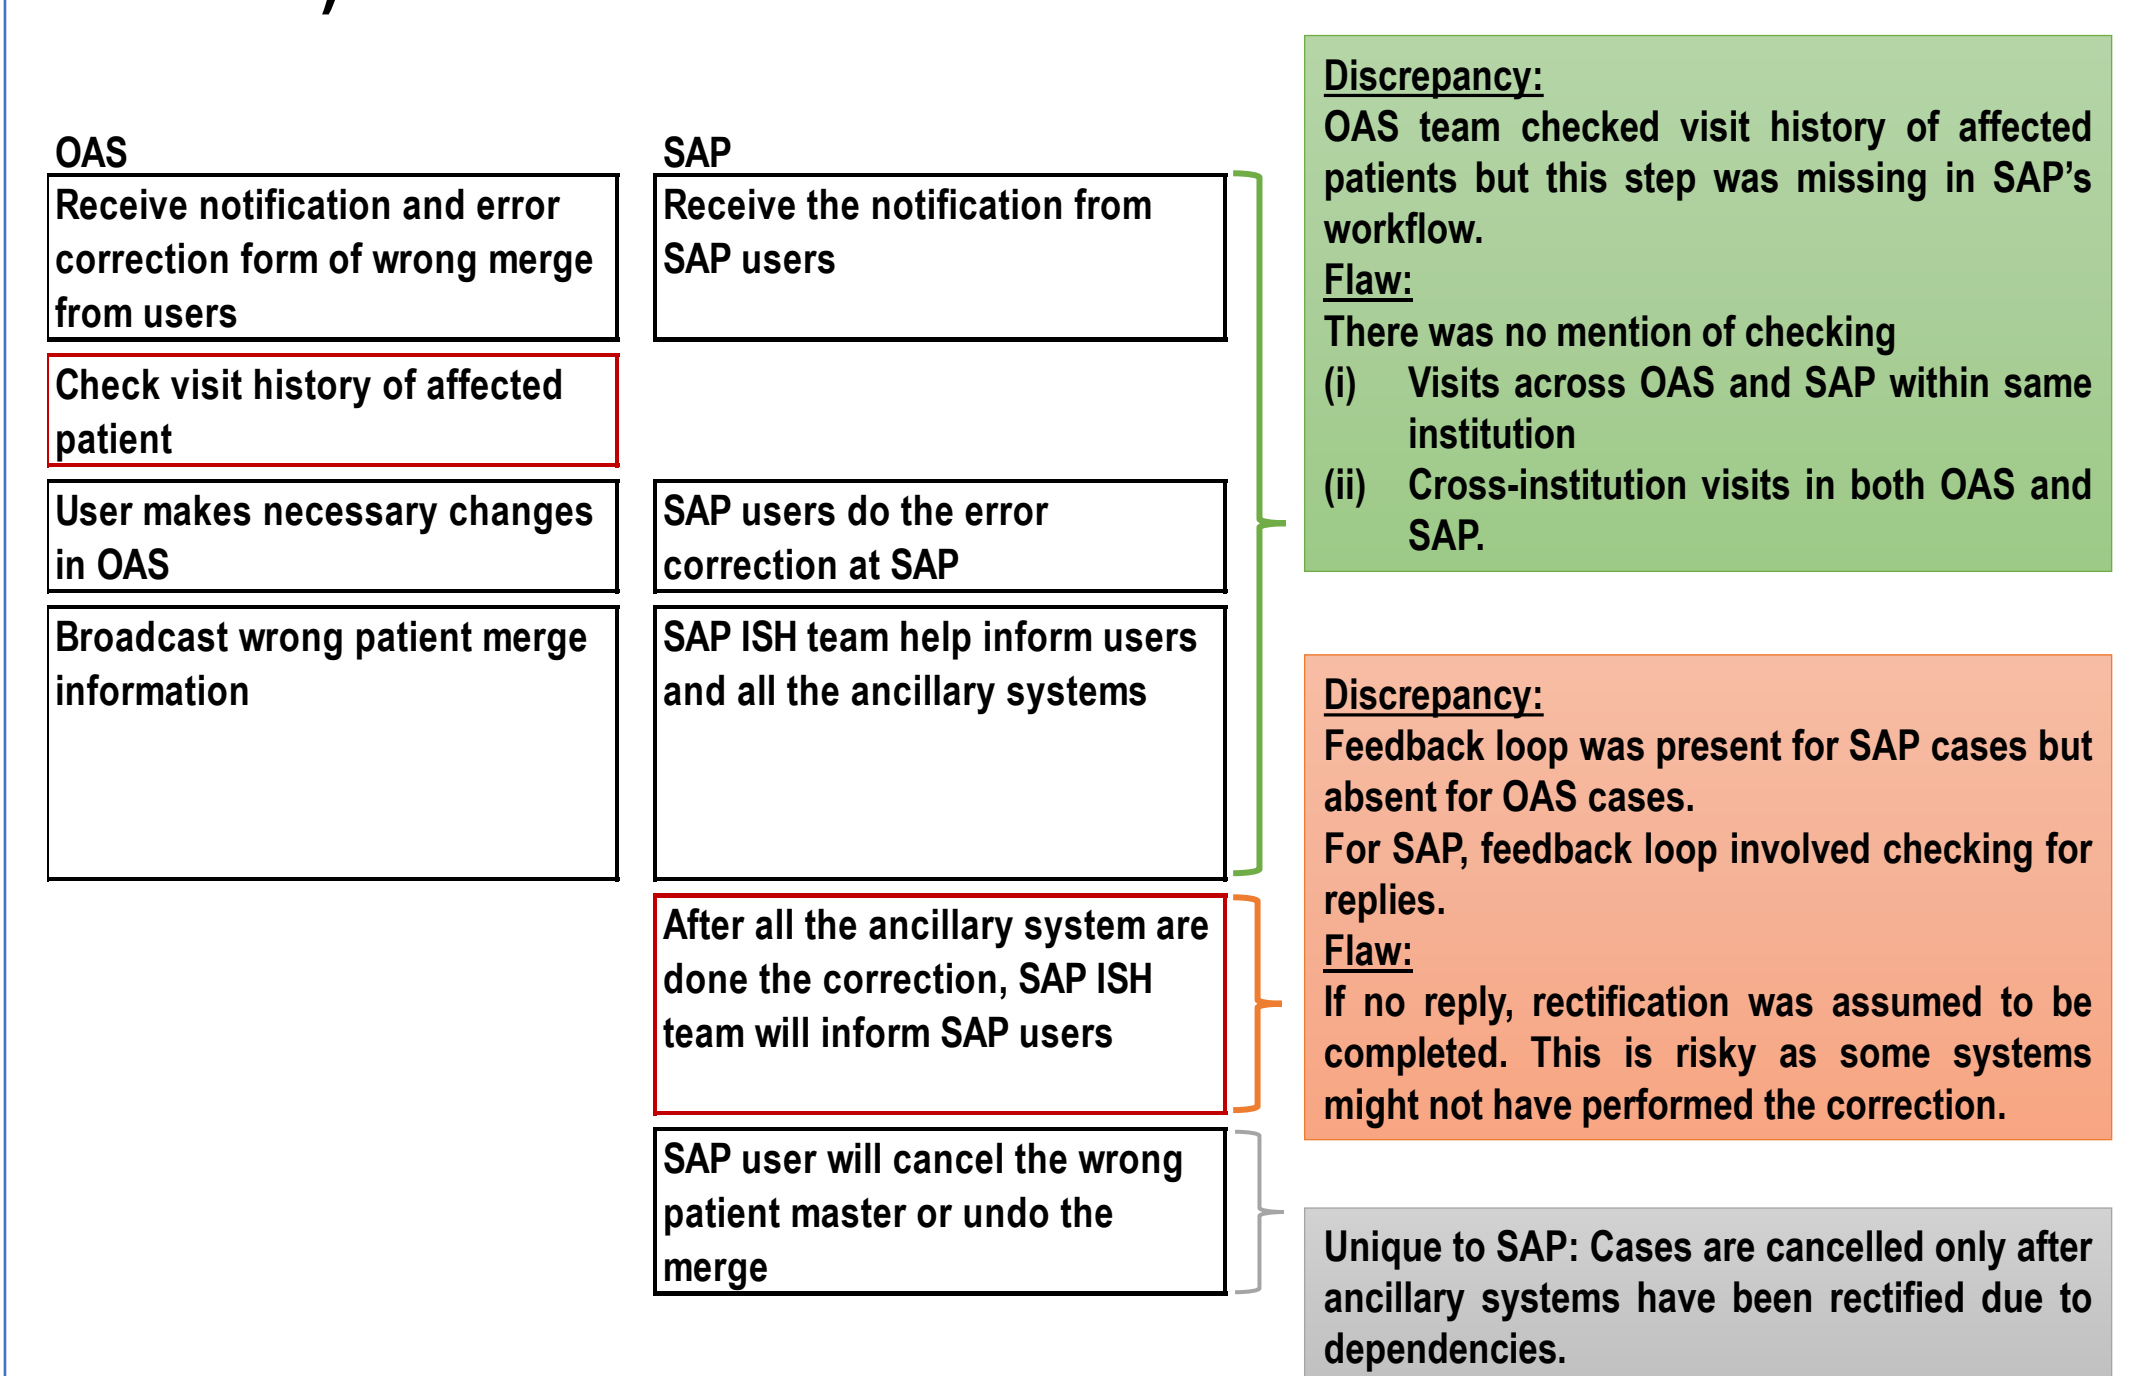 OAS
Receive notification and error
correction form of wrong merge
from users
Check visit history of affected
patient
User makes necessary changes
in OAS
Broadcast wrong patient merge
information
SAP
Receive the notification from
SAP users
SAP users do the error
correction at SAP
SAP ISH team help inform users
and all the ancillary systems
After all the ancillary system are
done the correction, SAP ISH
team will inform SAP users
SAP user will cancel the wrong
patient master or undo the
merge
Discrepancy:
OAS team checked visit history of affected
patients but this step was missing in SAP’s
workflow.
Flaw:
There was no mention of checking
(i) Visits across OAS and SAP within same
institution
(ii) Cross-institution visits in both OAS and
SAP.
Discrepancy:
Feedback loop was present for SAP cases but
absent for OAS cases.
For SAP, feedback loop involved checking for
replies.
Flaw:
If no reply, rectification was assumed to be
completed. This is risky as some systems
might not have performed the correction.
Unique to SAP: Cases are cancelled only after
ancillary systems have been rectified due to
dependencies.